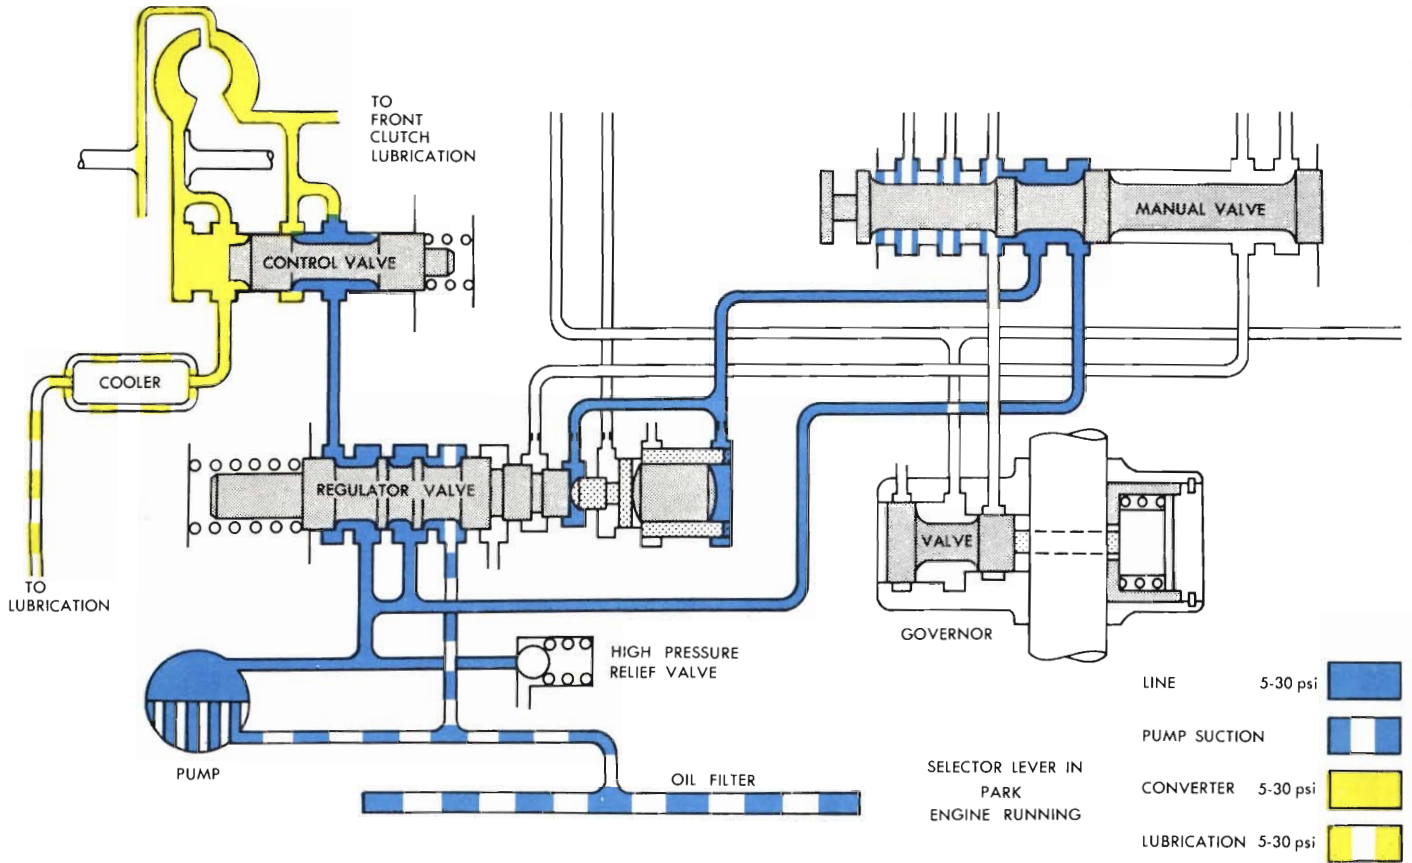 TO
FRONT
CLUTCH
LUBRICATION
MANUAL VALVE
CONTROL VALVE
COOLER
REGULATOR VALVE
VALVE
TO
LUBRICATION
GOVERNOR
HIGH PRESSURE
RELIEF VALVE
PUMP
OIL FILTER
SELECTOR LEVER IN
PARK
ENGINE RUNNING
LINE 5-30 psi
PUMP SUCTION
CONVERTER 5-30 psi
LUBRICATION 5-30 psi